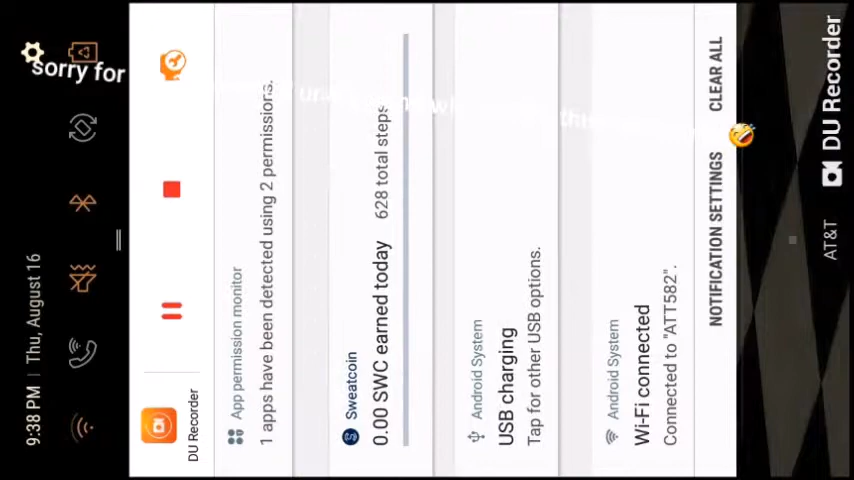 9:38 PM | Thu, August 16
DU Recorder
App permission monitor
1 apps have been detected using 2 permissions.
Sweatcoin
0.00 SWC earned today 628 total steps
Android System
USB charging
Tap for other USB options.
Android System
Wi-Fi connected
Connected to "ATT582".
NOTIFICATION SETTINGS CLEAR ALL
AT&T
DU Recorder
sorry for